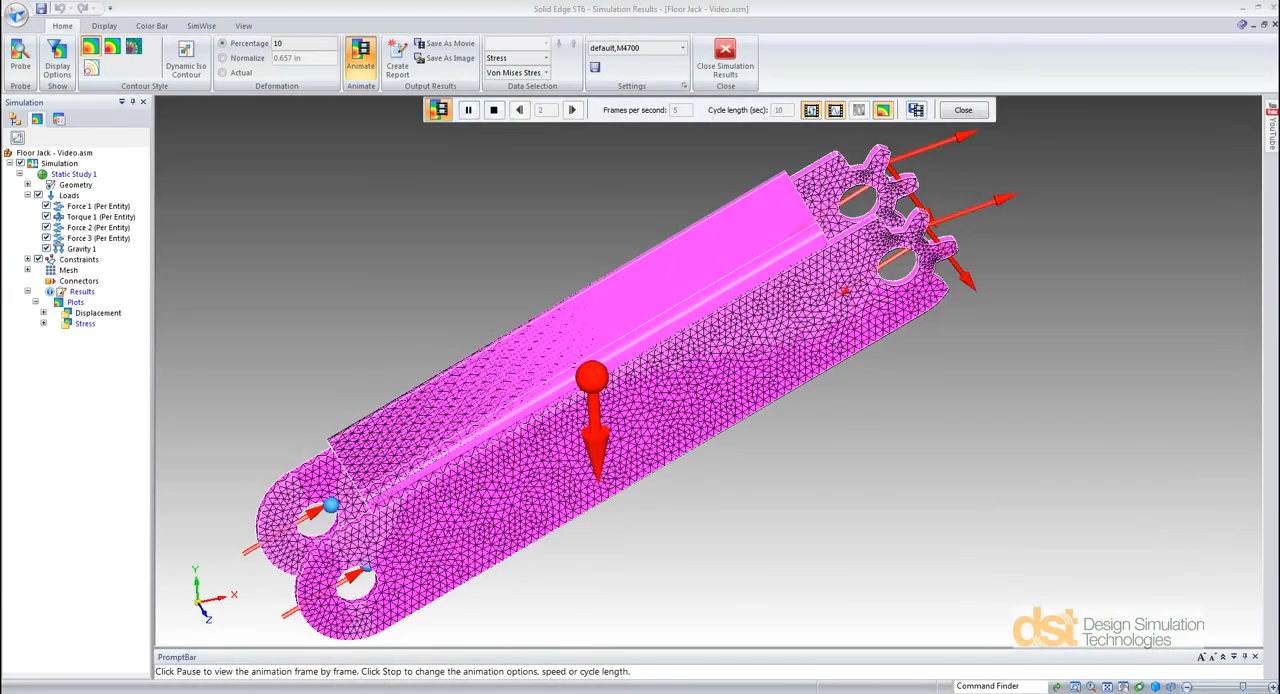 Solid Edge ST6 - Simulation Results - [Floor Jack - Video.asm]
Home Display Color Bar SimWise View
Probe
Display Options
Dynamic Iso Contour
Percentage 10
Normalize 0.657 in
Actual
Animate
Create Report
Save As Movie
Save As Image
Stress
Von Mises Stres
default,M4700
Close Simulation Results
Probe Show Contour Style Deformation Animate Output Results Data Selection Settings Close
Simulation
2 Frames per second: 5 Cycle length (sec): 10 Close
YouTube
Floor Jack - Video.asm
Simulation
Static Study 1
Geometry
Loads
Force 1 (Per Entity)
Torque 1 (Per Entity)
Force 2 (Per Entity)
Force 3 (Per Entity)
Gravity 1
Constraints
Mesh
Connectors
Results
Plots
Displacement
Stress
Y
X
Z
dst Design Simulation
Technologies
PromptBar
Click Pause to view the animation frame by frame. Click Stop to change the animation options, speed or cycle length.
Command Finder